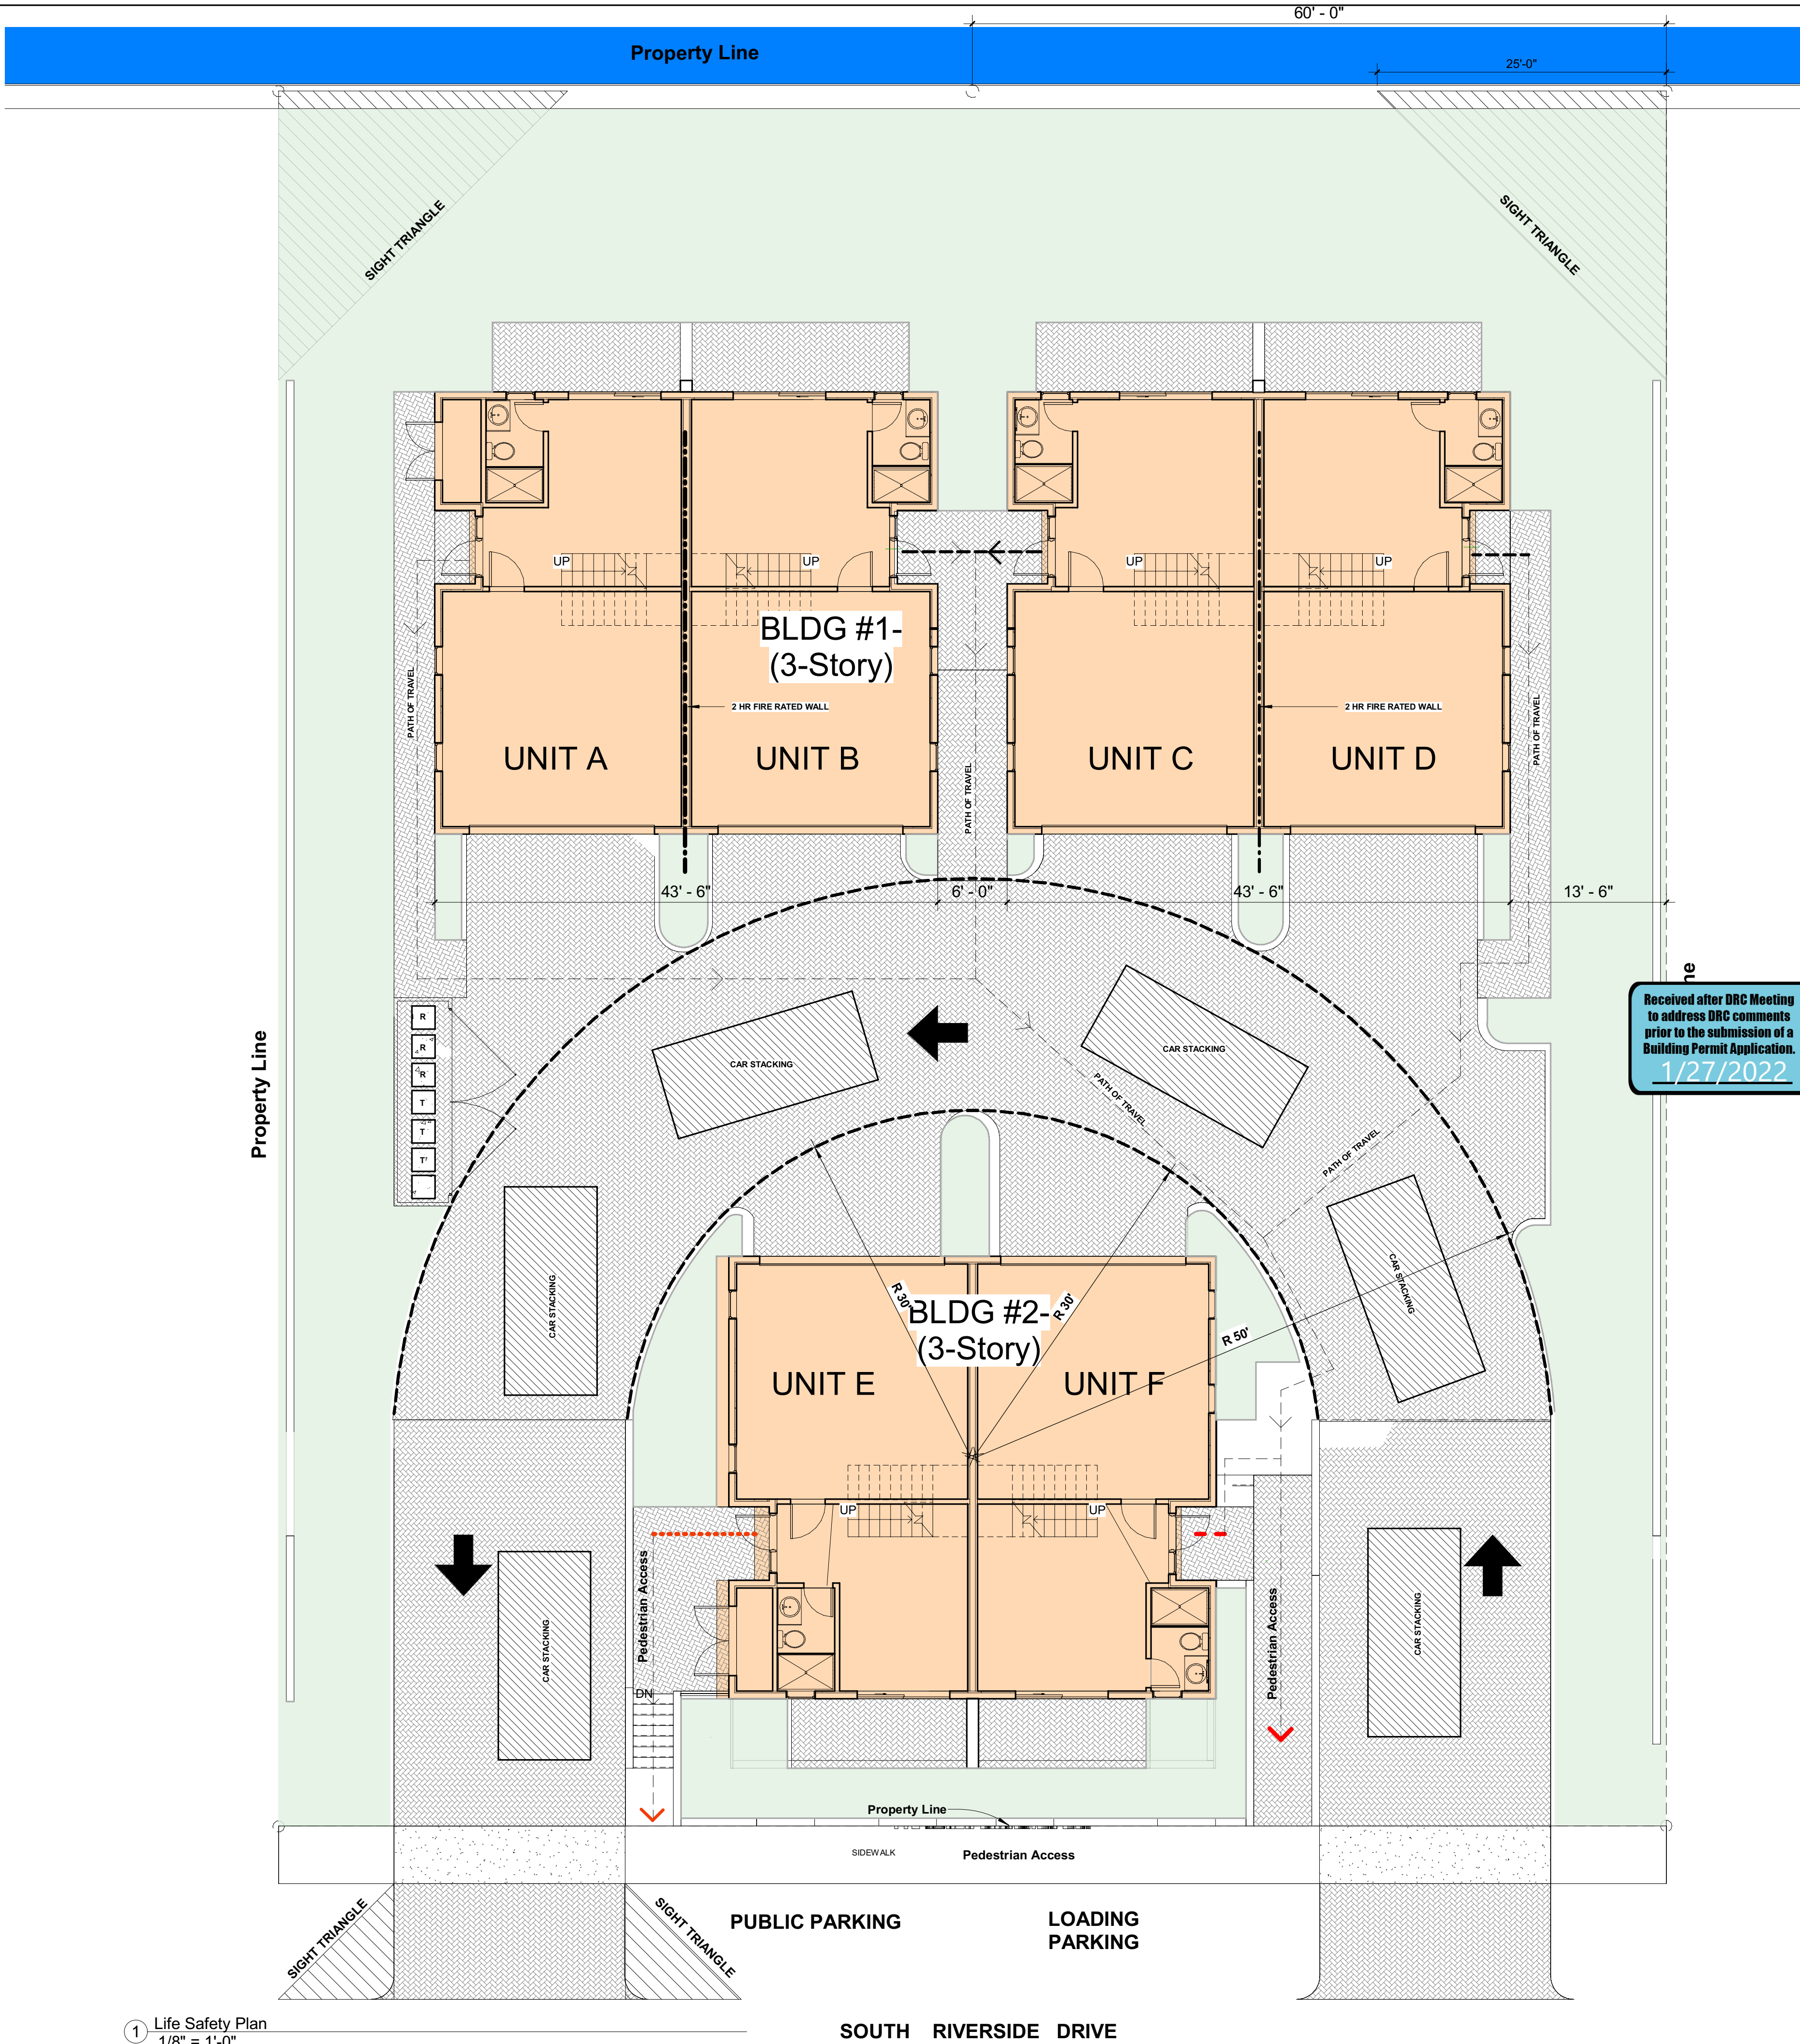 60' - 0"
Property Line
25'-0"
SIGHT TRIANGLE
SIGHT TRIANGLE
UP
UP
UP
UP
BLDG #1-
(3-Story)
PATH OF TRAVEL
2 HR FIRE RATED WALL
2 HR FIRE RATED WALL
PATH OF TRAVEL
UNIT A
UNIT B
UNIT C
UNIT D
PATH OF TRAVEL
43' - 6"
6' - 0"
43' - 6"
13' - 6"
ne
Received after DRC Meeting
to address DRC comments
prior to the submission of a
Building Permit Application.
1/27/2022
R
R
R
T
T
T
Property Line
CAR STACKING
CAR STACKING
PATH OF TRAVEL
PATH OF TRAVEL
CAR STACKING
CAR STACKING
R 30'
BLDG #2-
(3-Story)
R 30'
R 50'
UNIT E
UNIT F
UP
UP
Pedestrian Access
Pedestrian Access
CAR STACKING
CAR STACKING
DN
Property Line
SIDEWALK
Pedestrian Access
SIGHT TRIANGLE
SIGHT TRIANGLE
PUBLIC PARKING
LOADING
PARKING
1 Life Safety Plan
1/8" = 1'-0"
SOUTH RIVERSIDE DRIVE